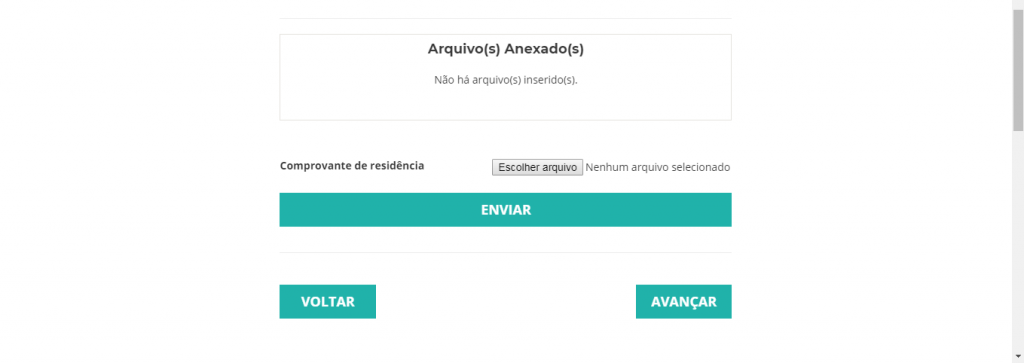 Arquivo(s) Anexado(s)
Não há arquivo(s) inserido(s).
Comprovante de residência Escolher arquivo Nenhum arquivo selecionado
ENVIAR
VOLTAR AVANÇAR